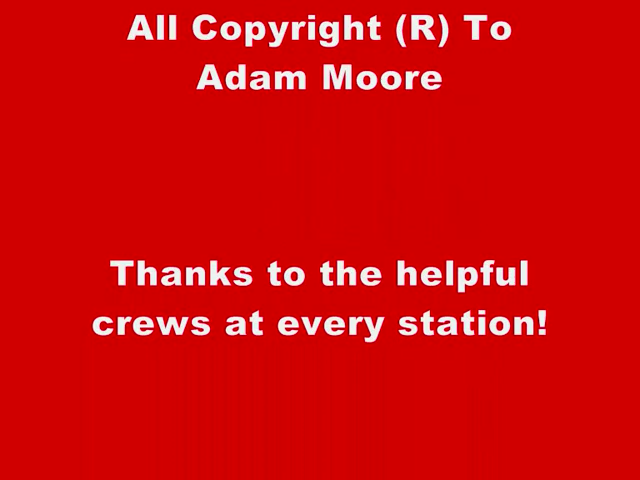 All Copyright (R) To
Adam Moore
Thanks to the helpful
crews at every station!